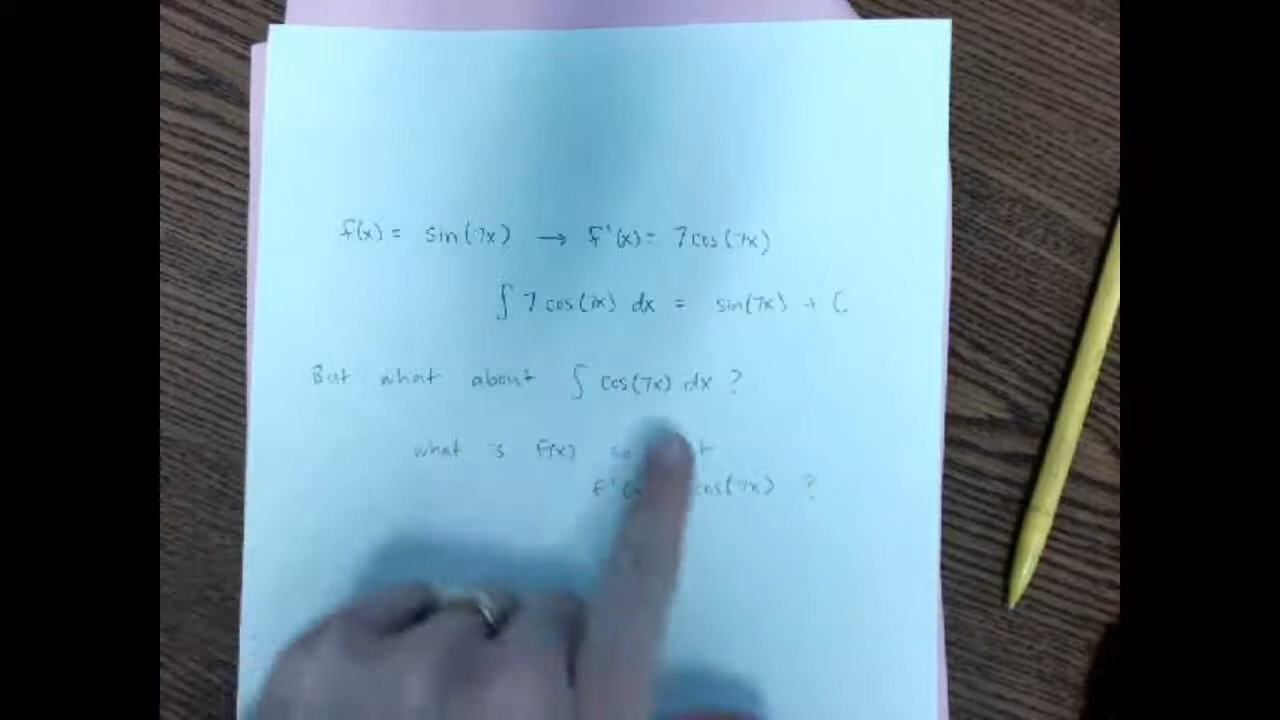 f(x) = sin(7x) → f'(x) = 7cos(7x)
∫ 7 cos(7x) dx = sin(7x) + C
But what about ∫ cos(7x) dx ?
what is f(x) so
cos(7x) ?